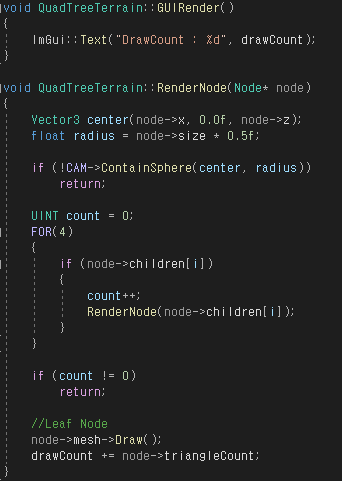 void QuadTreeTerrain::GUIRender()
{
    ImGui::Text("DrawCount : %d", drawCount);
}

void QuadTreeTerrain::RenderNode(Node* node)
{
    Vector3 center(node->x, 0.0f, node->z);
    float radius = node->size * 0.5f;

    if (!CAM->ContainSphere(center, radius))
        return;

    UINT count = 0;
    FOR(4)
    {
        if (node->children[i])
        {
            count++;
            RenderNode(node->children[i]);
        }
    }

    if (count != 0)
        return;

    //Leaf Node
    node->mesh->Draw();
    drawCount += node->triangleCount;
}